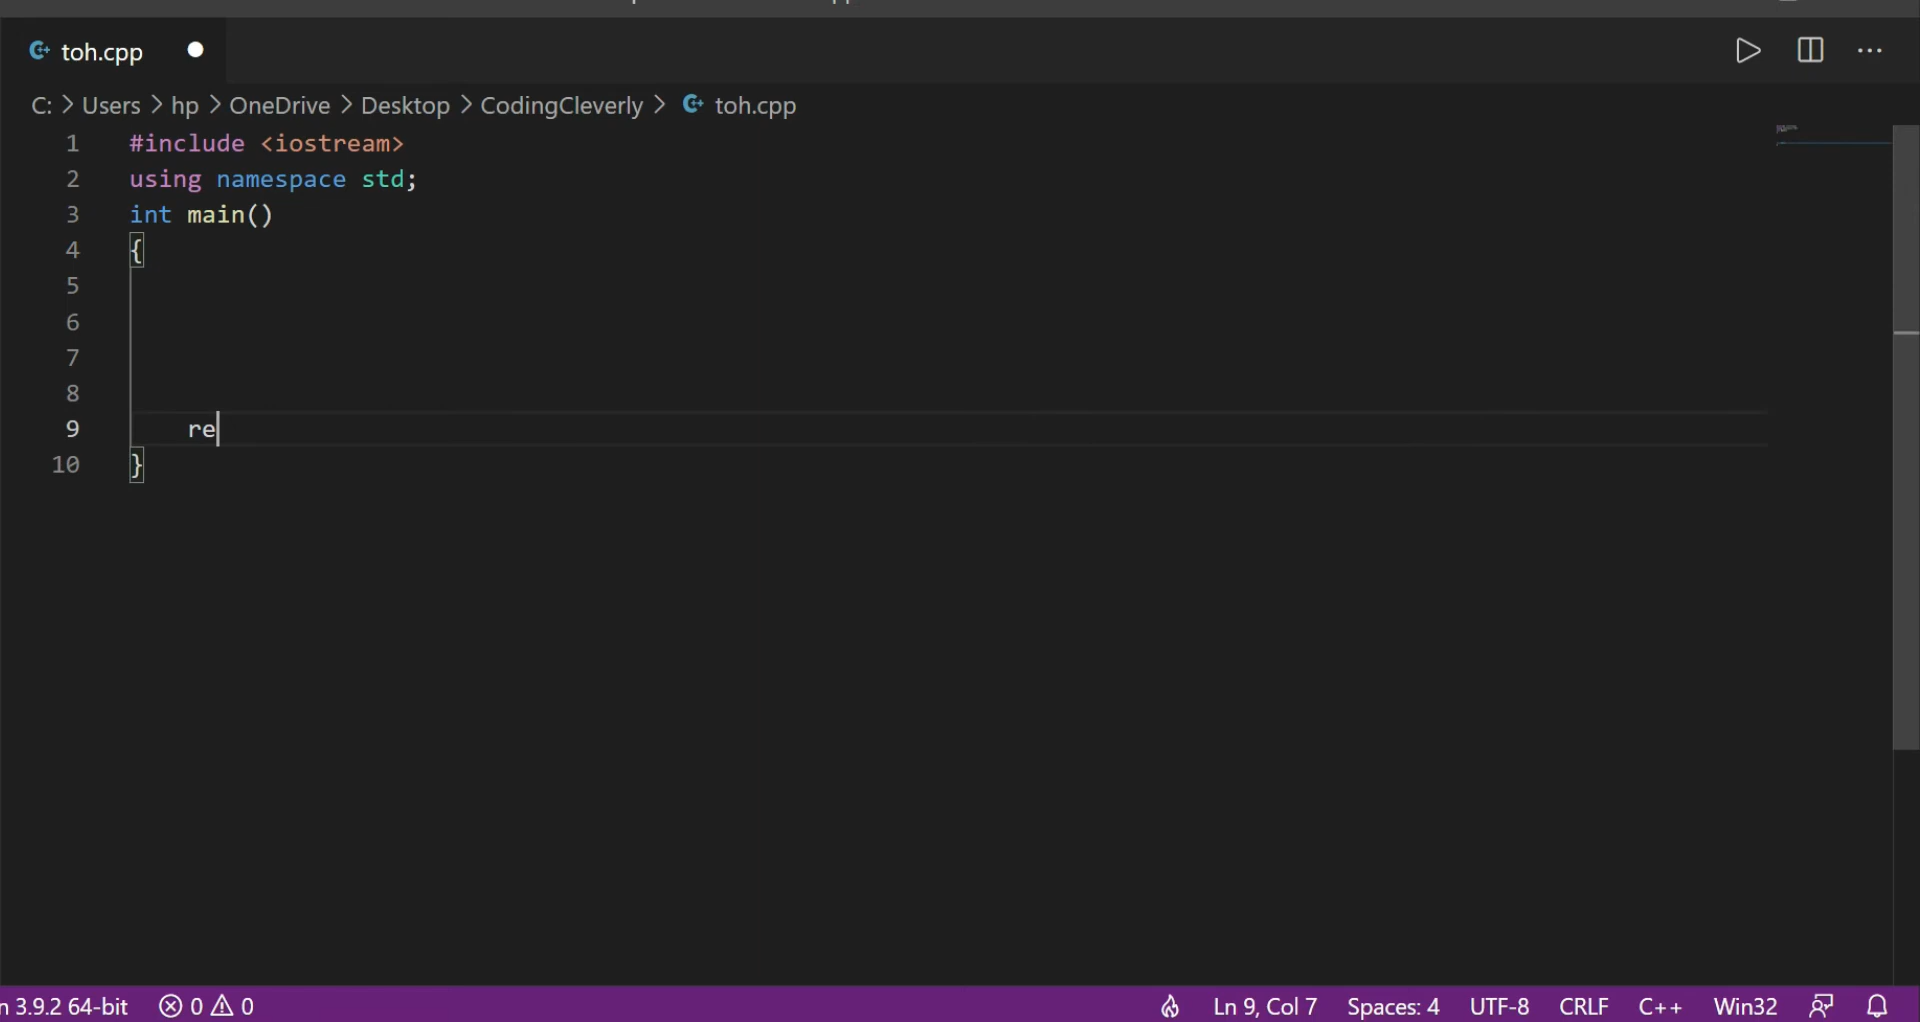 toh.cpp
C: > Users > hp > OneDrive > Desktop > CodingCleverly > toh.cpp
1 #include <iostream>
2 using namespace std;
3 int main()
4 {
5
6
7
8
9 re
10 }
n 3.9.2 64-bit 0 0 Ln 9, Col 7 Spaces: 4 UTF-8 CRLF C++ Win32